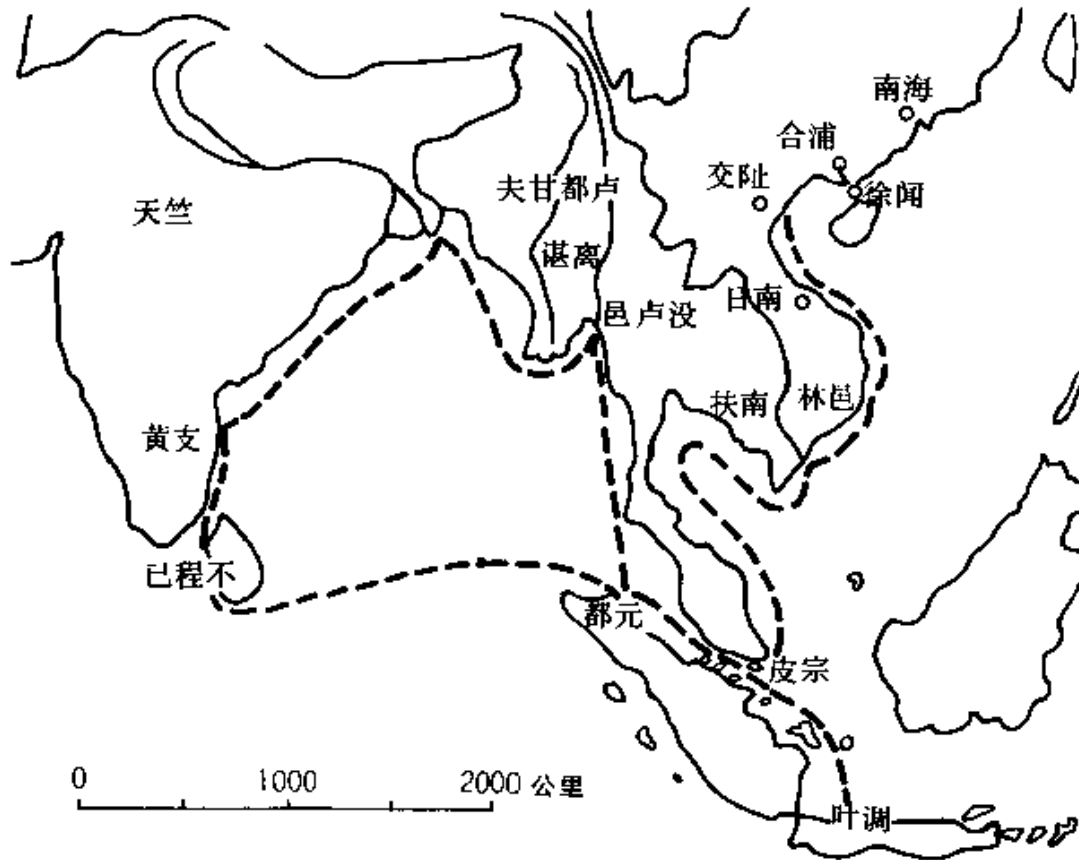 南海
合浦
交阯
徐闻
夫甘都卢
天竺
谌离
日南
邑卢没
扶南
林邑
黄支
已程不
都元
皮宗
0 1000 2000 公里
叶调